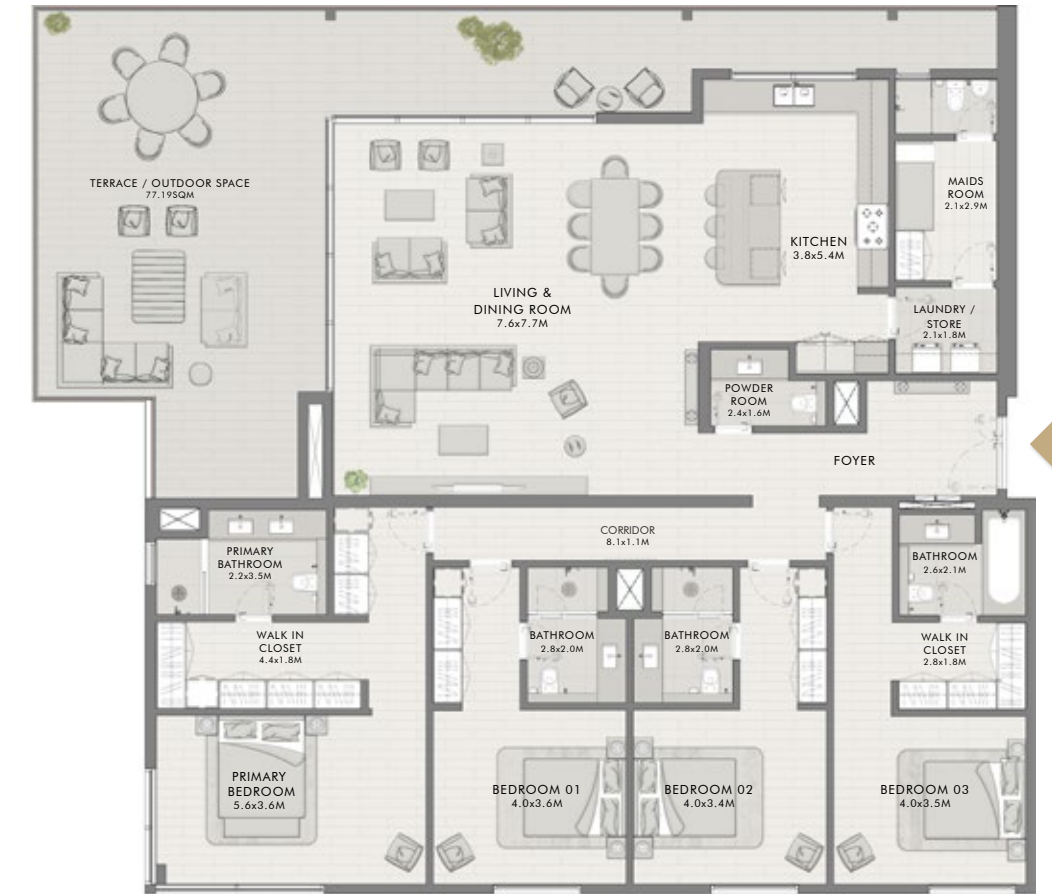 TERRACE / OUTDOOR SPACE
77.19SQM
MAIDS
ROOM
2.1x2.9M
KITCHEN
3.8x5.4M
LIVING &
DINING ROOM
7.6x7.7M
LAUNDRY /
STORE
2.1x1.8M
POWDER
ROOM
2.4x1.6M
FOYER
CORRIDOR
8.1x1.1M
PRIMARY
BATHROOM
2.2x3.5M
BATHROOM
2.6x2.1M
WALK IN
CLOSET
4.4x1.8M
BATHROOM
2.8x2.0M
BATHROOM
2.8x2.0M
WALK IN
CLOSET
2.8x1.8M
PRIMARY
BEDROOM
5.6x3.6M
BEDROOM 01
4.0x3.6M
BEDROOM 02
4.0x3.4M
BEDROOM 03
4.0x3.5M